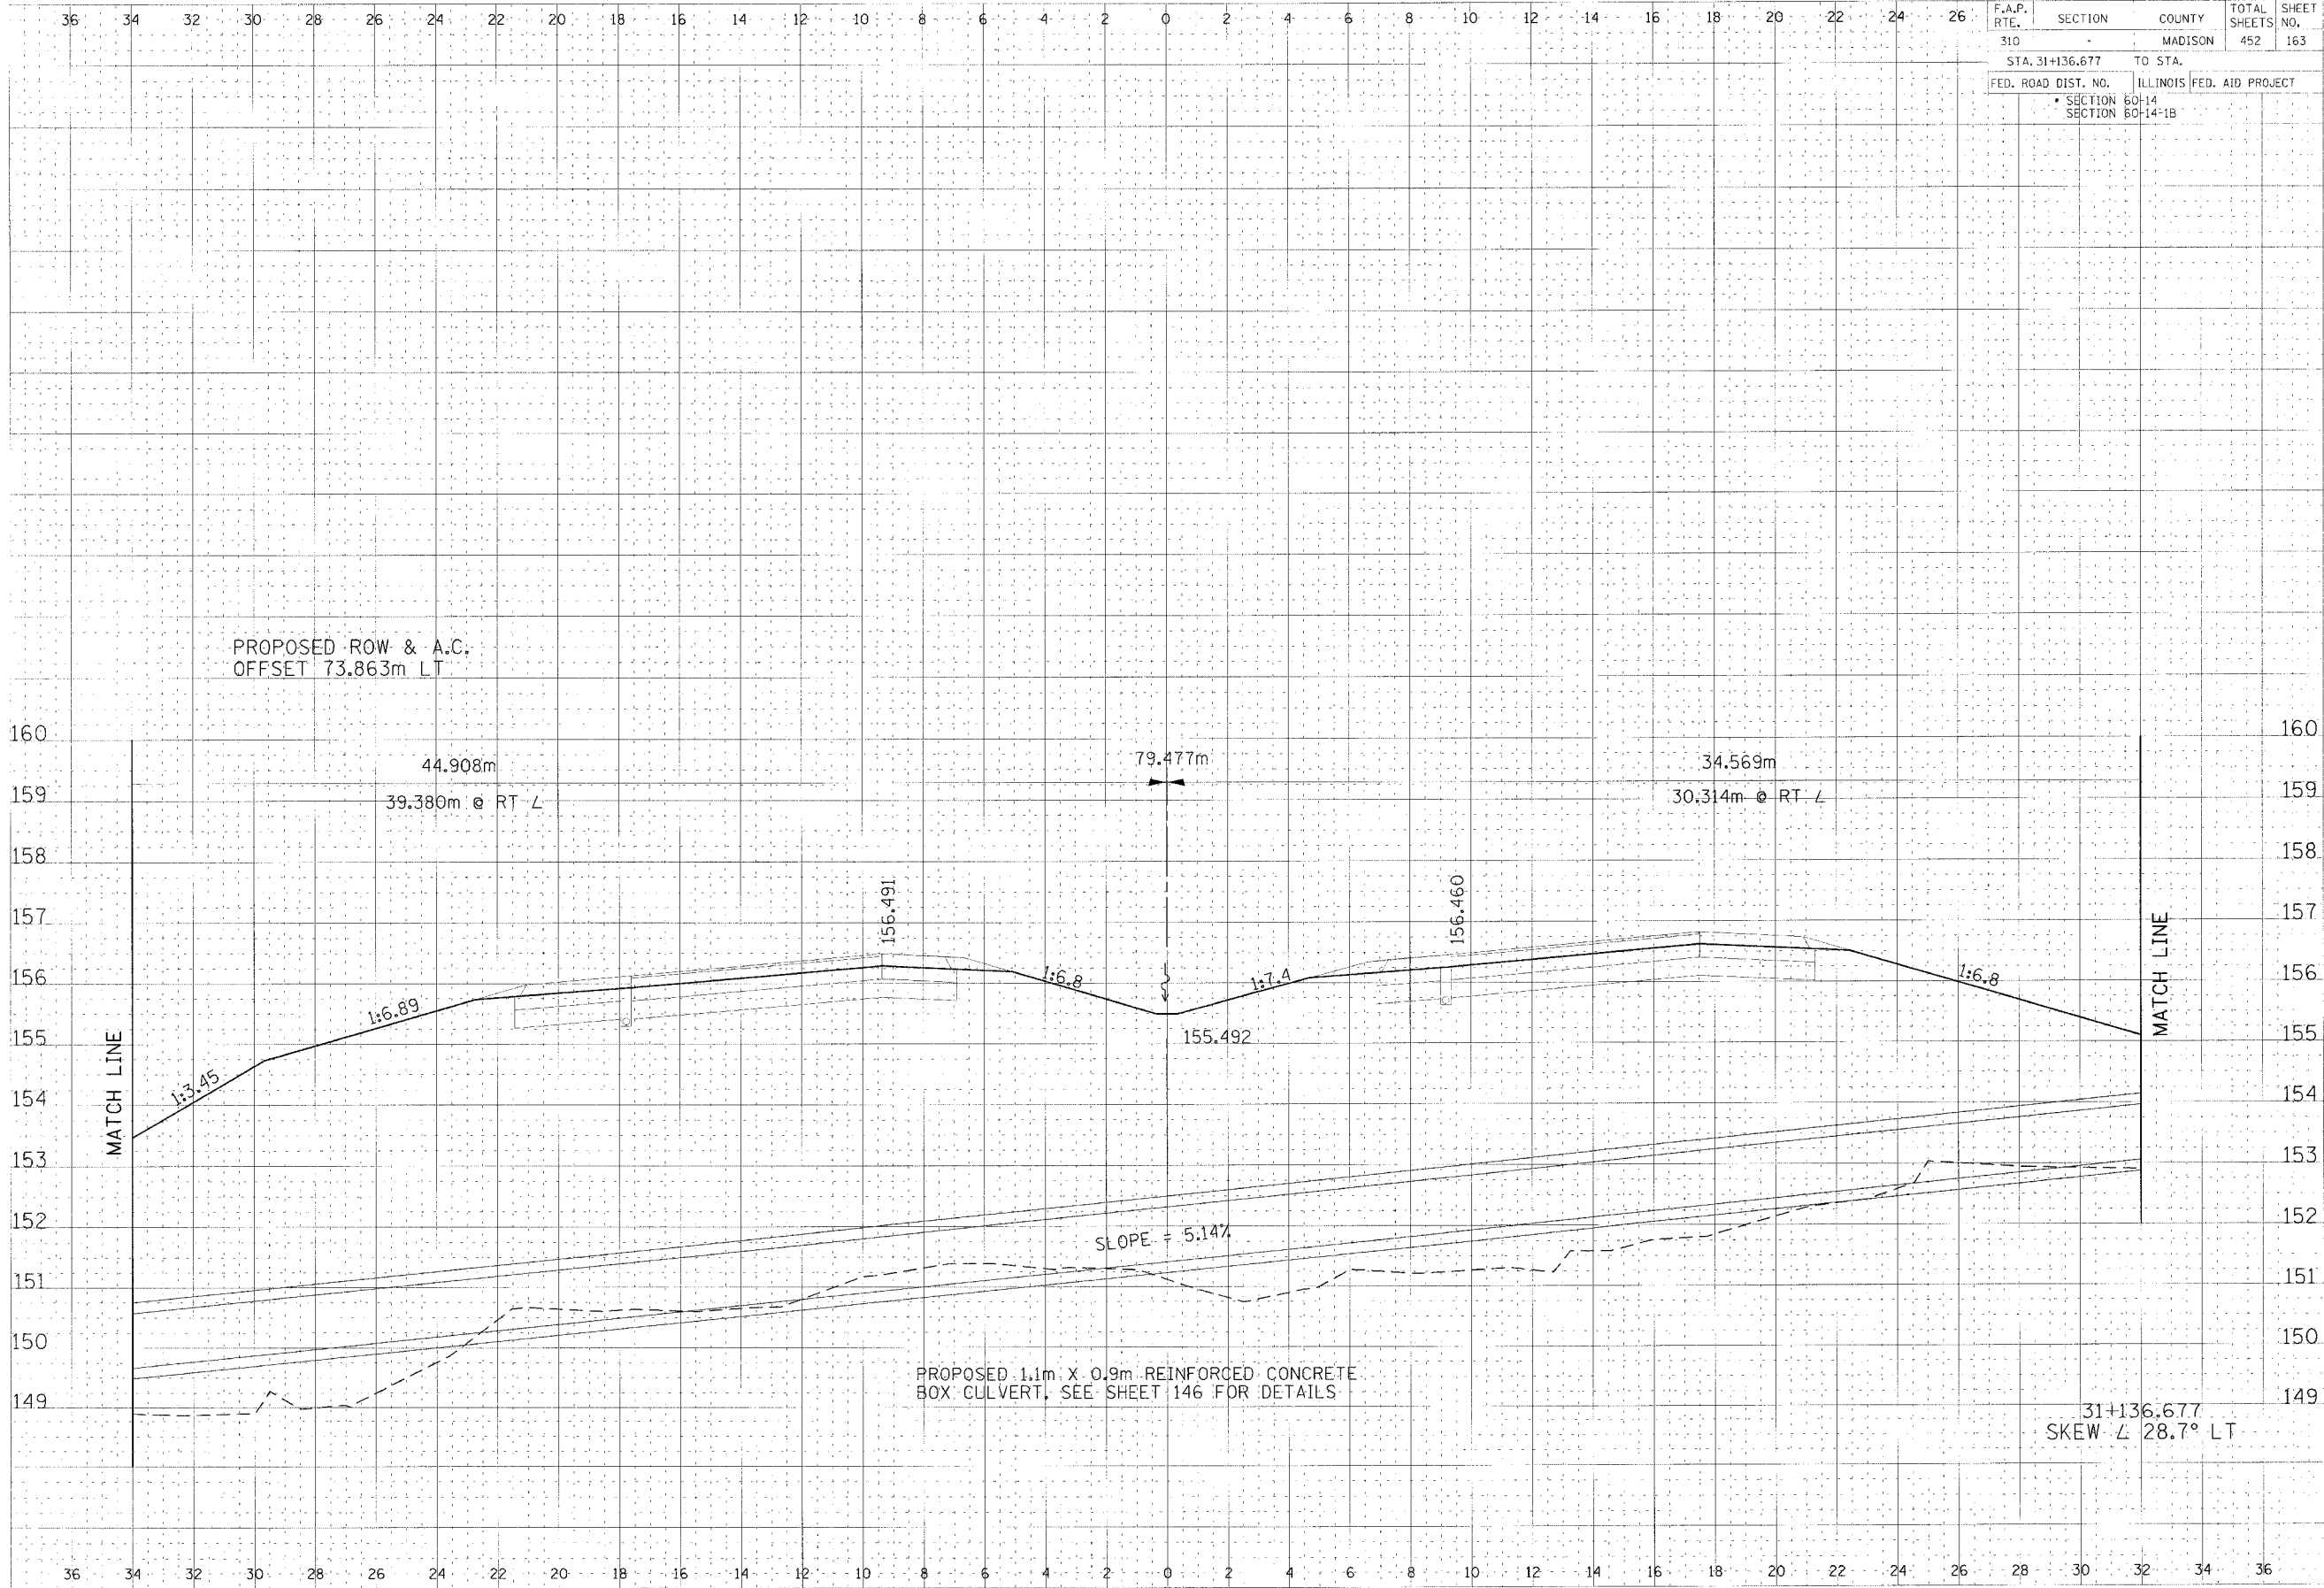 36 34 32 30 28 26 24 22 20 18 16 14 12 10 8 6 4 2 0 2 4 6 8 10 12 14 16 18 20 22 24 26
F.A.P. RTE. SECTION COUNTY TOTAL SHEETS SHEET NO.
310 * MADISON 452 163
STA. 31+136.677 TO STA.
FED. ROAD DIST. NO. ILLINOIS FED. AID PROJECT
* SECTION 60-14
SECTION 60-14-1B
PROPOSED ROW & A.C.
OFFSET 73.863m LT
160 160
44.908m 79.477m 34.569m
39.380m @ RT ∠ 30.314m @ RT ∠
159 159
158 158
156.491 156.460
157 157
MATCH LINE
156 156
1:6.89 1:6.8 1:7.4 1:6.8
155 155
155.492
MATCH LINE
1:3.45
154 154
153 153
152 152
SLOPE = 5.14%
151 151
150 150
PROPOSED 1.1m X 0.9m REINFORCED CONCRETE
BOX CULVERT, SEE SHEET 146 FOR DETAILS
149 149
31+136.677
SKEW ∠ 28.7° LT
36 34 32 30 28 26 24 22 20 18 16 14 12 10 8 6 4 2 0 2 4 6 8 10 12 14 16 18 20 22 24 26 28 30 32 34 36